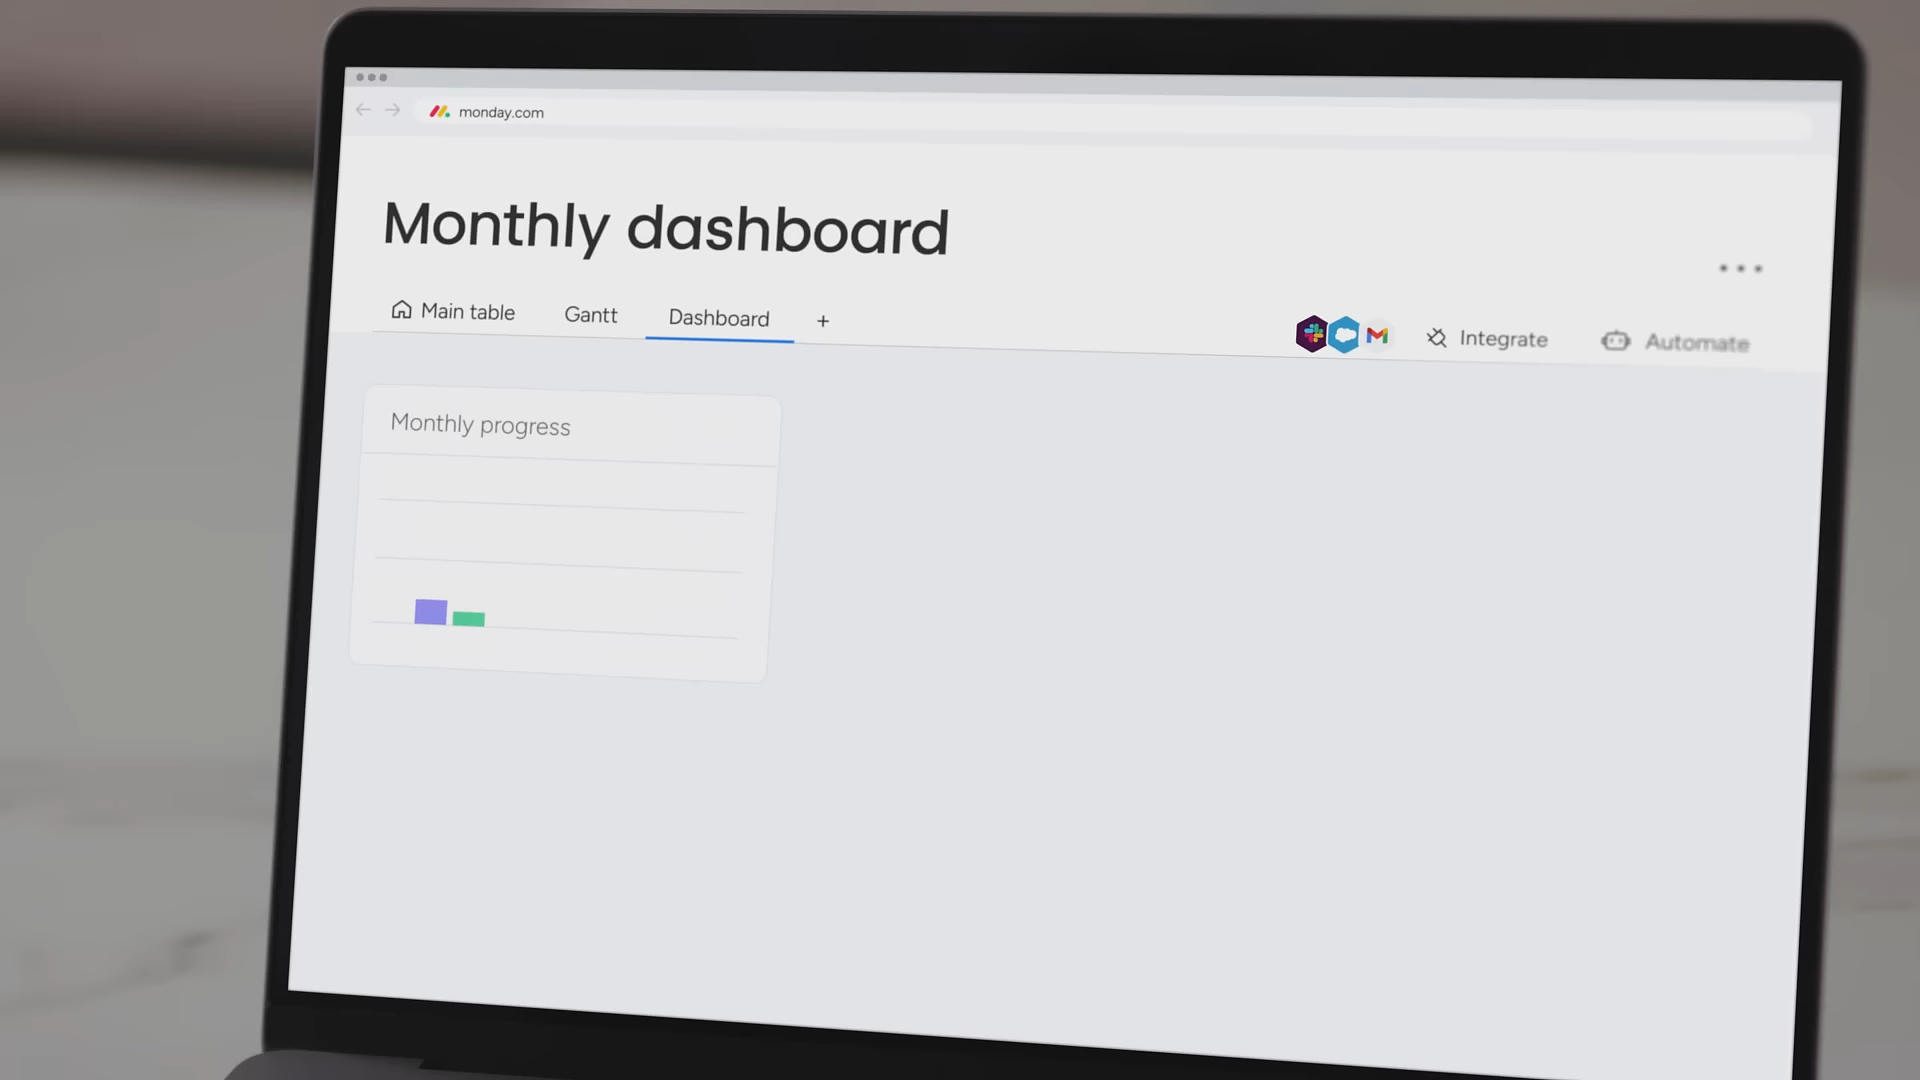 monday.com
Monthly dashboard
Main table Gantt Dashboard +
Integrate Automate
Monthly progress